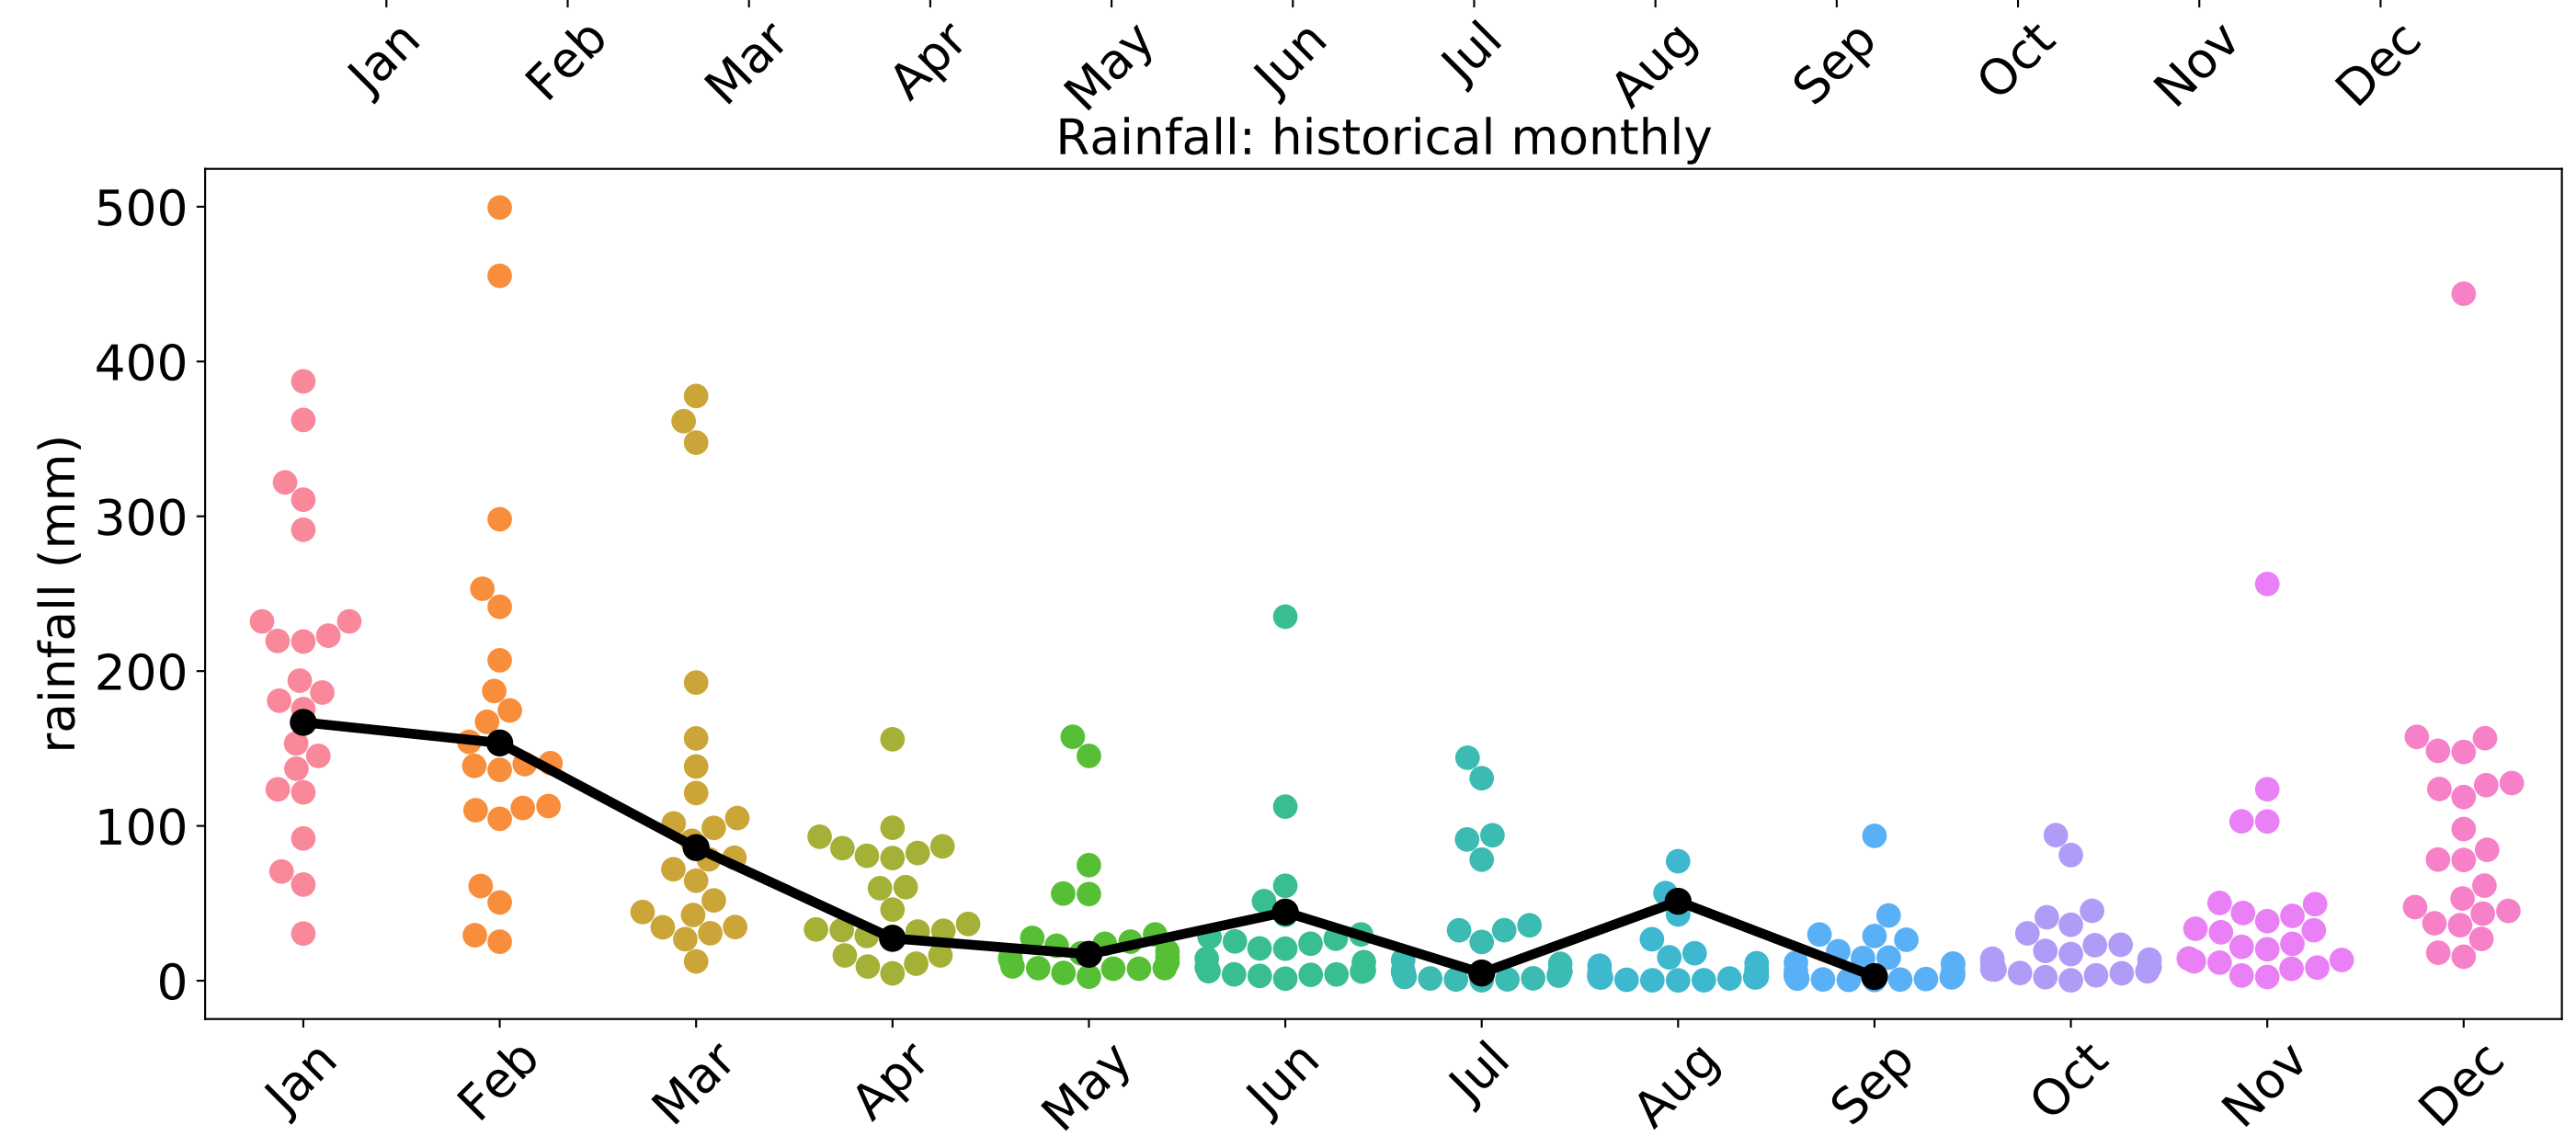 Jan Feb Mar Apr May Jun Jul Aug Sep Oct Nov Dec
Rainfall: historical monthly
rainfall (mm)
500
400
300
200
100
0
Jan Feb Mar Apr May Jun Jul Aug Sep Oct Nov Dec